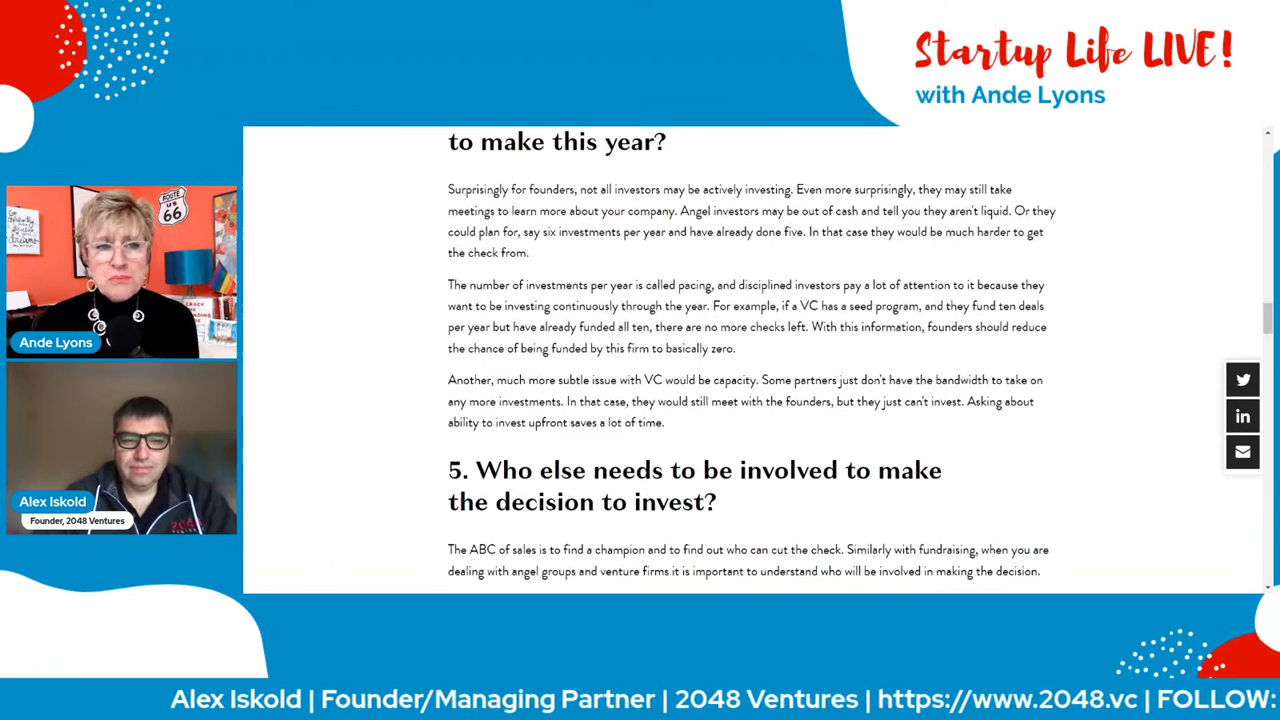 Startup Life LIVE!
with Ande Lyons
to make this year?
Surprisingly for founders, not all investors may be actively investing. Even more surprisingly, they may still take
meetings to learn more about your company. Angel investors may be out of cash and tell you they aren't liquid. Or they
could plan for, say six investments per year and have already done five. In that case they would be much harder to get
the check from.
The number of investments per year is called pacing, and disciplined investors pay a lot of attention to it because they
want to be investing continuously through the year. For example, if a VC has a seed program, and they fund ten deals
per year but have already funded all ten, there are no more checks left. With this information, founders should reduce
the chance of being funded by this firm to basically zero.
Another, much more subtle issue with VC would be capacity. Some partners just don't have the bandwidth to take on
any more investments. In that case, they would still meet with the founders, but they just can't invest. Asking about
ability to invest upfront saves a lot of time.
5. Who else needs to be involved to make
the decision to invest?
The ABC of sales is to find a champion and to find out who can cut the check. Similarly with fundraising, when you are
dealing with angel groups and venture firms it is important to understand who will be involved in making the decision.
ROUTE
US
66
Ande Lyons
Alex Iskold
Founder, 2048 Ventures
in
Alex Iskold | Founder/Managing Partner | 2048 Ventures | https://www.2048.vc | FOLLOW: